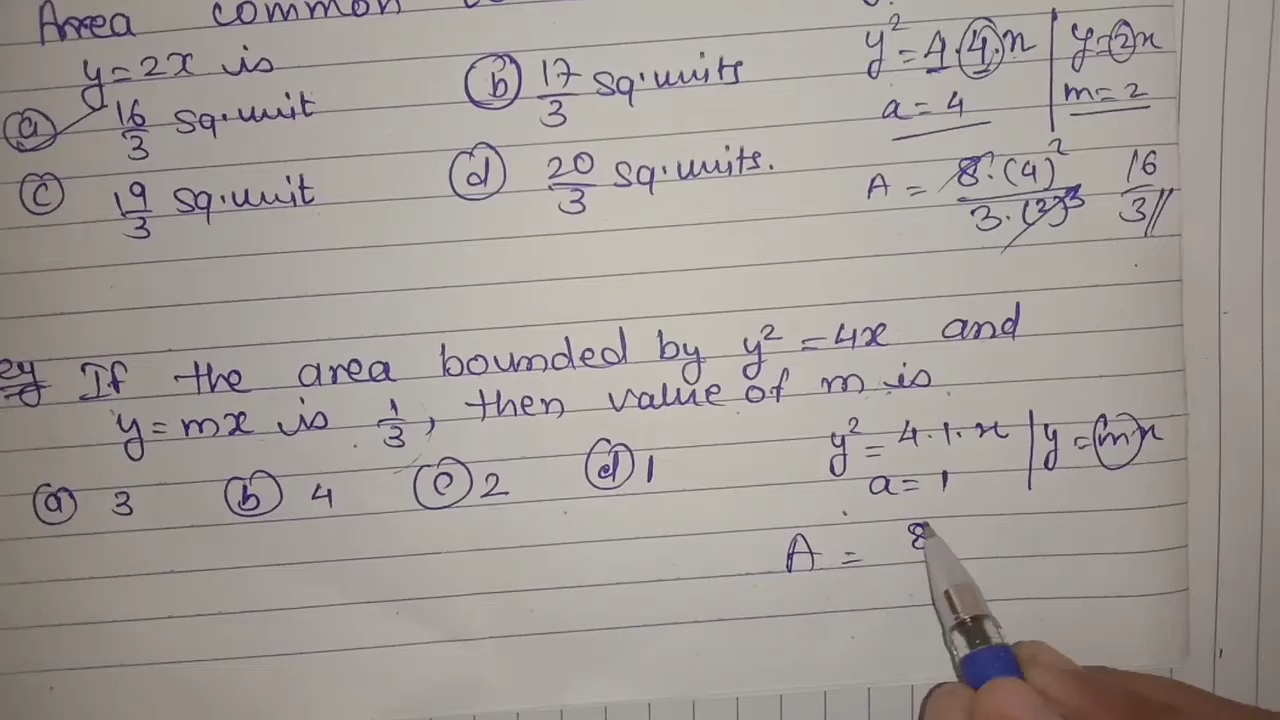 Area common
y = 2x is
(a) 16/3 sq. unit (b) 17/3 sq. units
(c) 19/3 sq. unit (d) 20/3 sq. units.
y² = 4.4.x | y = 2x
a = 4 | m = 2
A = 8.(4)²/3.(2)³ 16/3
eg If the area bounded by y² = 4x and
y = mx is 1/3, then value of m is
(a) 3 (b) 4 (c) 2 (d) 1
y² = 4.1.x | y = mx
a = 1
A = 8